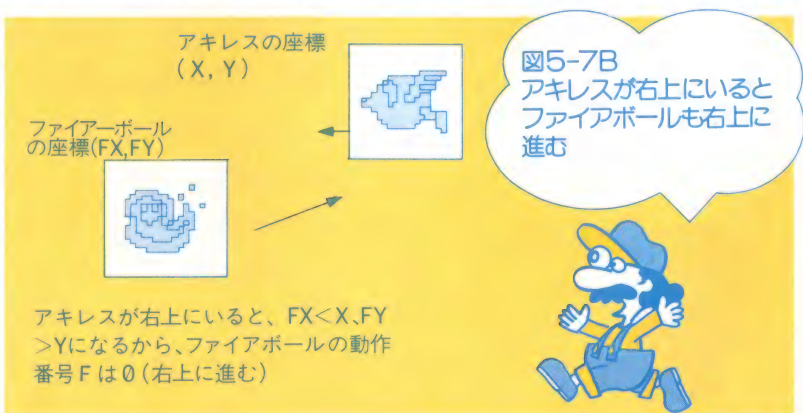 アキレスの座標
(X, Y)
ファイアーボール
の座標(FX,FY)
アキレスが右上にいると、FX<X、FY
>Yになるから、ファイアボールの動作
番号Fは0(右上に進む)
図5-7B
アキレスが右上にいると
ファイアボールも右上に
進む